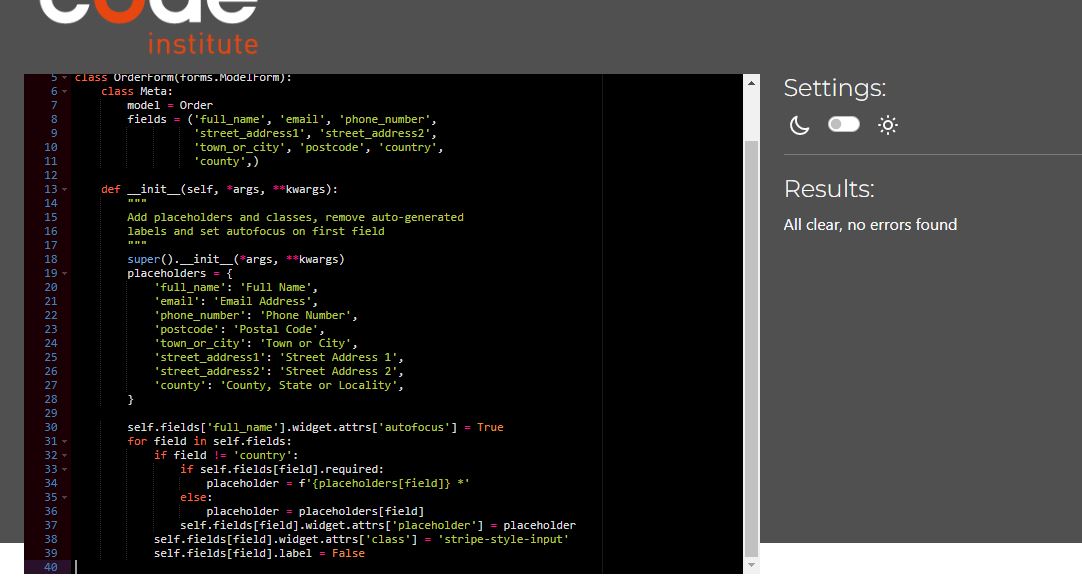 code
institute
5 class OrderForm(forms.ModelForm):
6     class Meta:
7         model = Order
8         fields = ('full_name', 'email', 'phone_number',
9                   'street_address1', 'street_address2',
10                   'town_or_city', 'postcode', 'country',
11                   'county',)
12
13     def __init__(self, *args, **kwargs):
14         """
15         Add placeholders and classes, remove auto-generated
16         labels and set autofocus on first field
17         """
18         super().__init__(*args, **kwargs)
19         placeholders = {
20             'full_name': 'Full Name',
21             'email': 'Email Address',
22             'phone_number': 'Phone Number',
23             'postcode': 'Postal Code',
24             'town_or_city': 'Town or City',
25             'street_address1': 'Street Address 1',
26             'street_address2': 'Street Address 2',
27             'county': 'County, State or Locality',
28         }
29
30         self.fields['full_name'].widget.attrs['autofocus'] = True
31         for field in self.fields:
32             if field != 'country':
33                 if self.fields[field].required:
34                     placeholder = f'{placeholders[field]} *'
35                 else:
36                     placeholder = placeholders[field]
37                 self.fields[field].widget.attrs['placeholder'] = placeholder
38             self.fields[field].widget.attrs['class'] = 'stripe-style-input'
39             self.fields[field].label = False
40
Settings:
Results:
All clear, no errors found